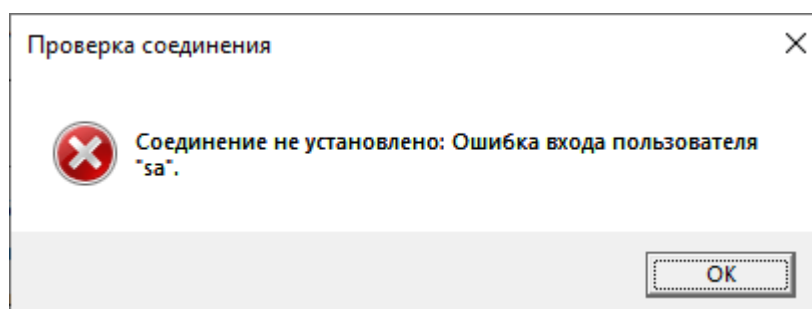 Проверка соединения
Соединение не установлено: Ошибка входа пользователя
"sa".
OK